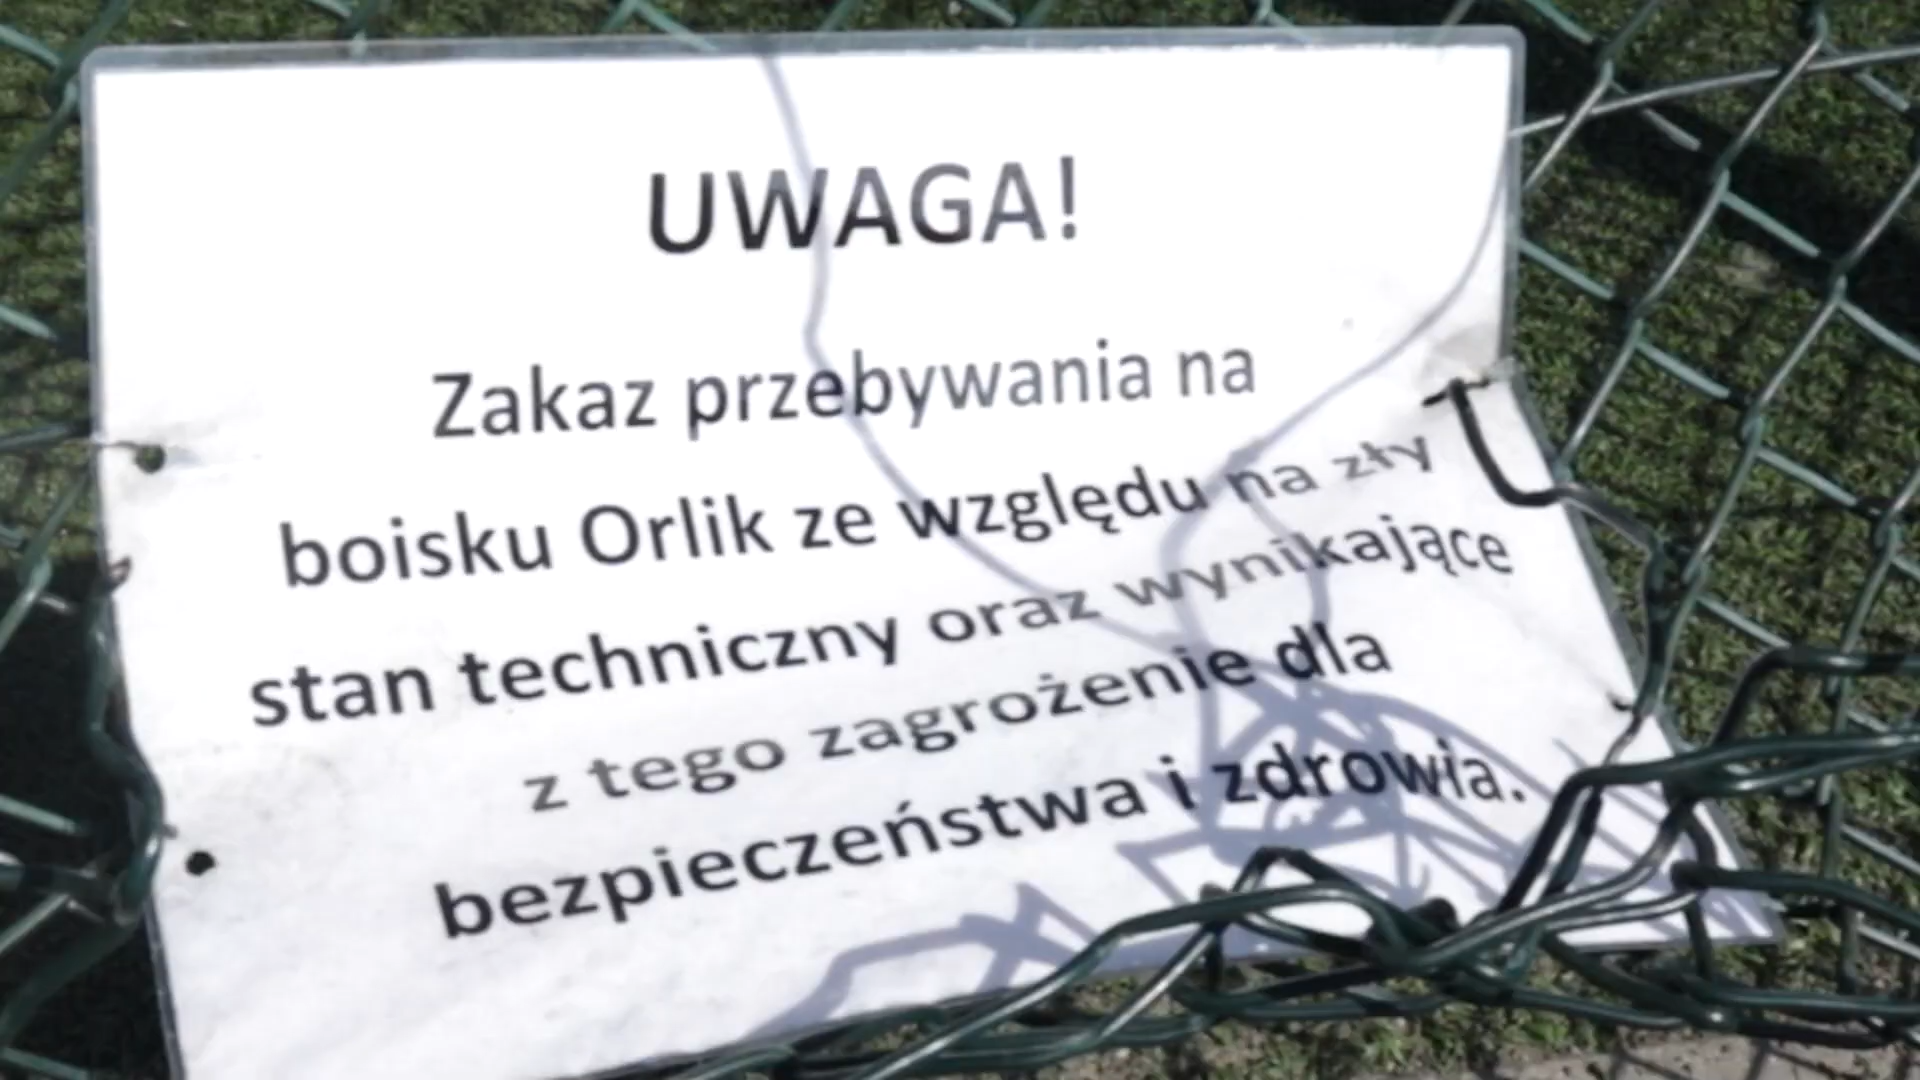 UWAGA!
Zakaz przebywania na
boisku Orlik ze względu na zły
stan techniczny oraz wynikające
z tego zagrożenie dla
bezpieczeństwa i zdrowia.